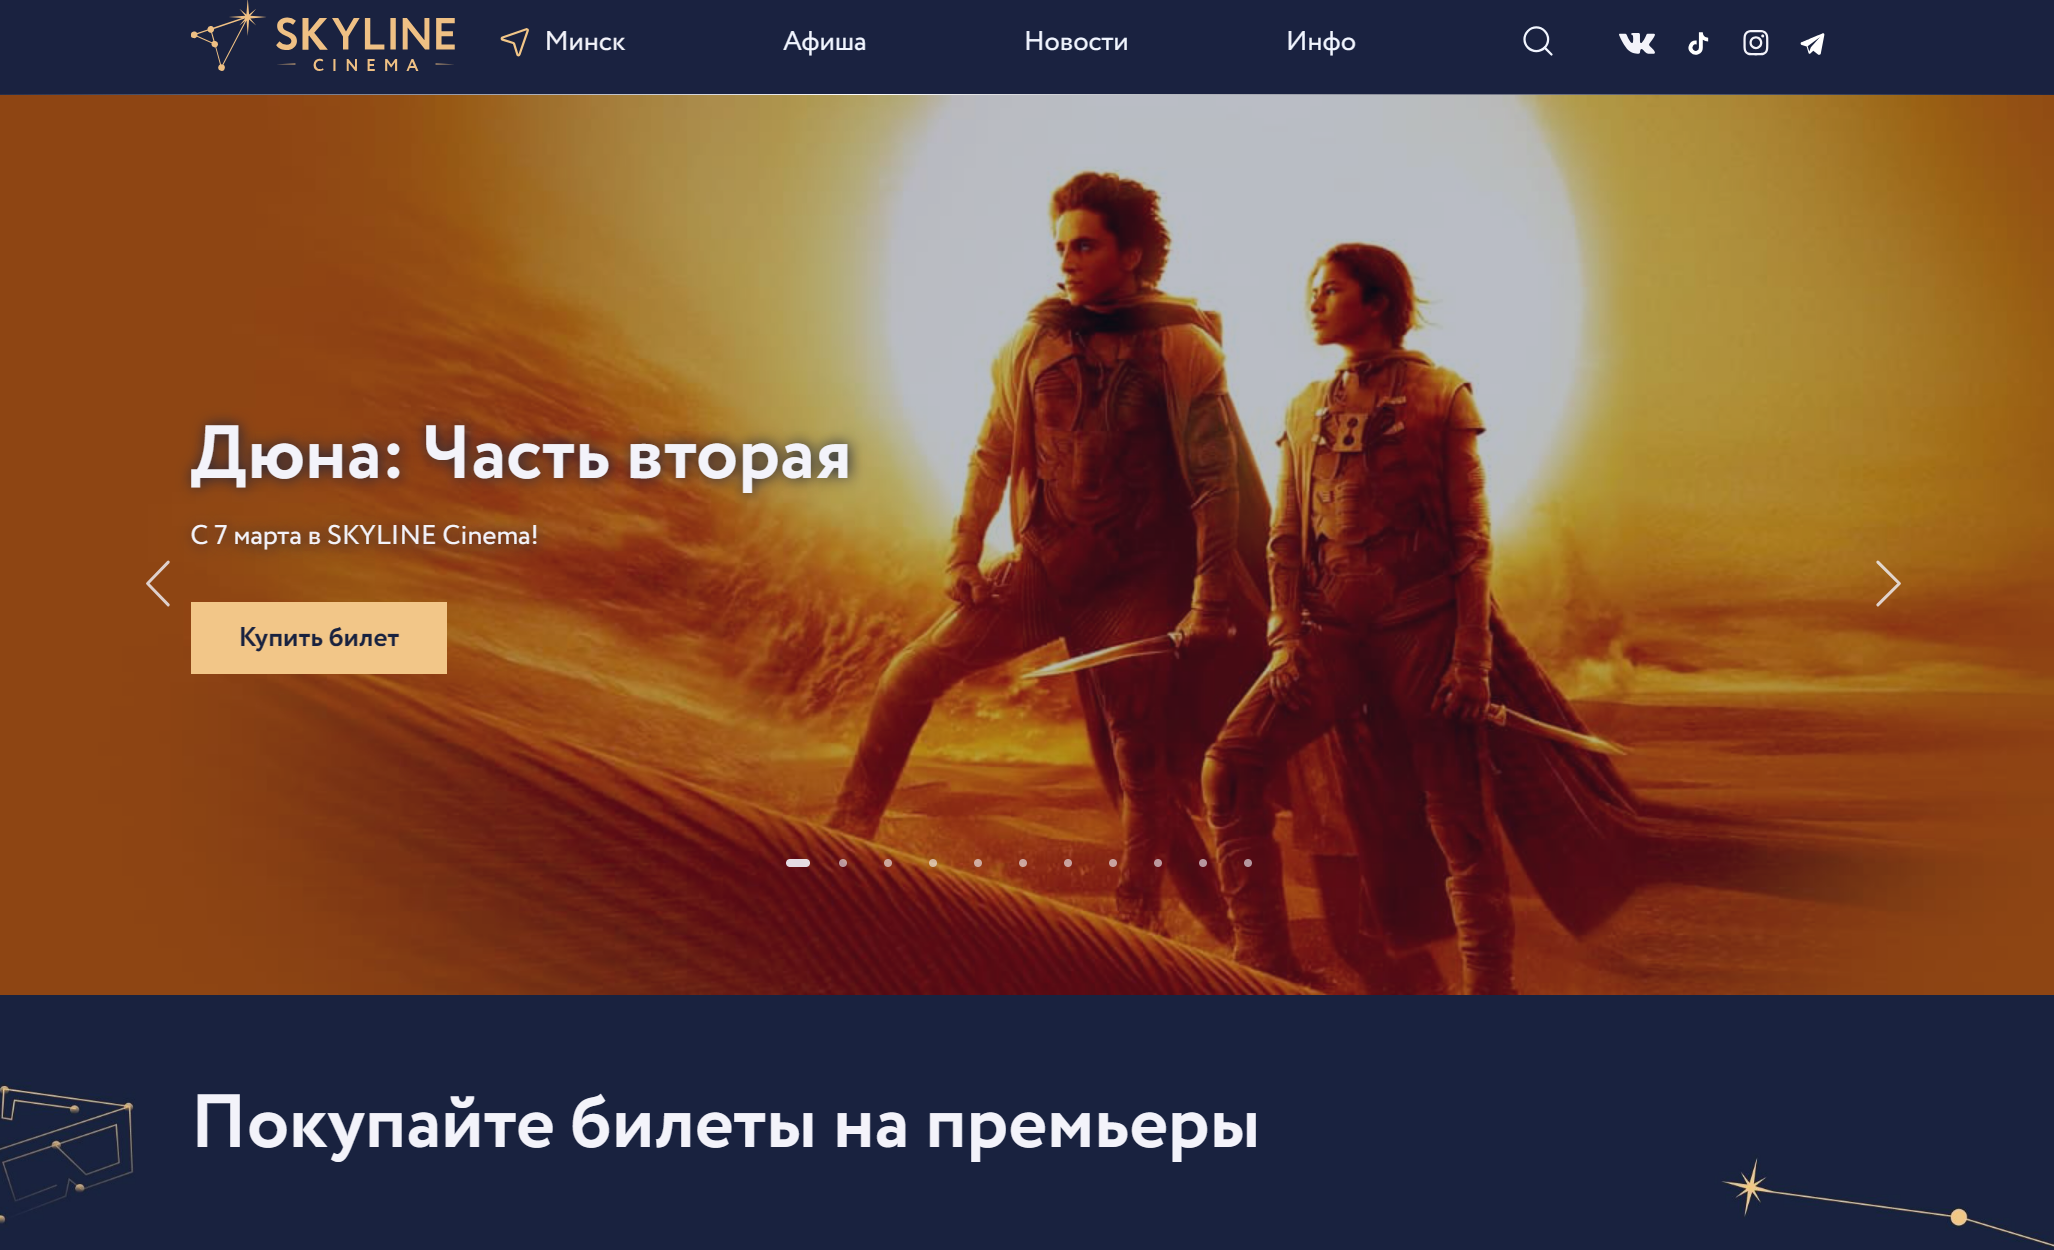 SKYLINE
CINEMA
Минск
Афиша
Новости
Инфо
Дюна: Часть вторая
С 7 марта в SKYLINE Cinema!
Купить билет
Покупайте билеты на премьеры